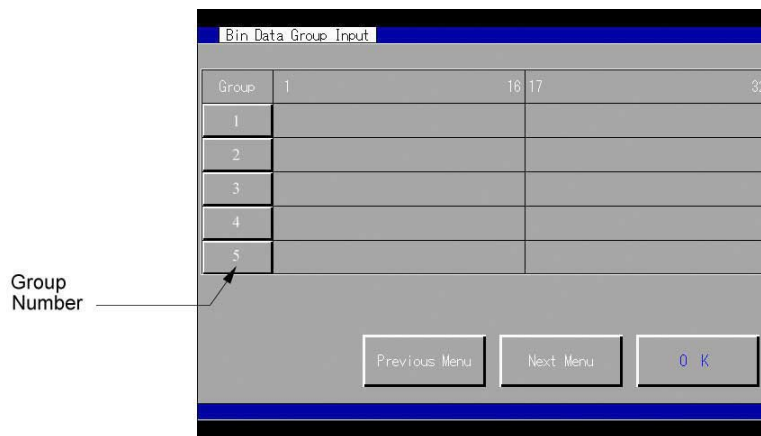 Bin Data Group Input
Group 1 16 17
1
2
3
4
5
Group
Number
Previous Menu Next Menu O K